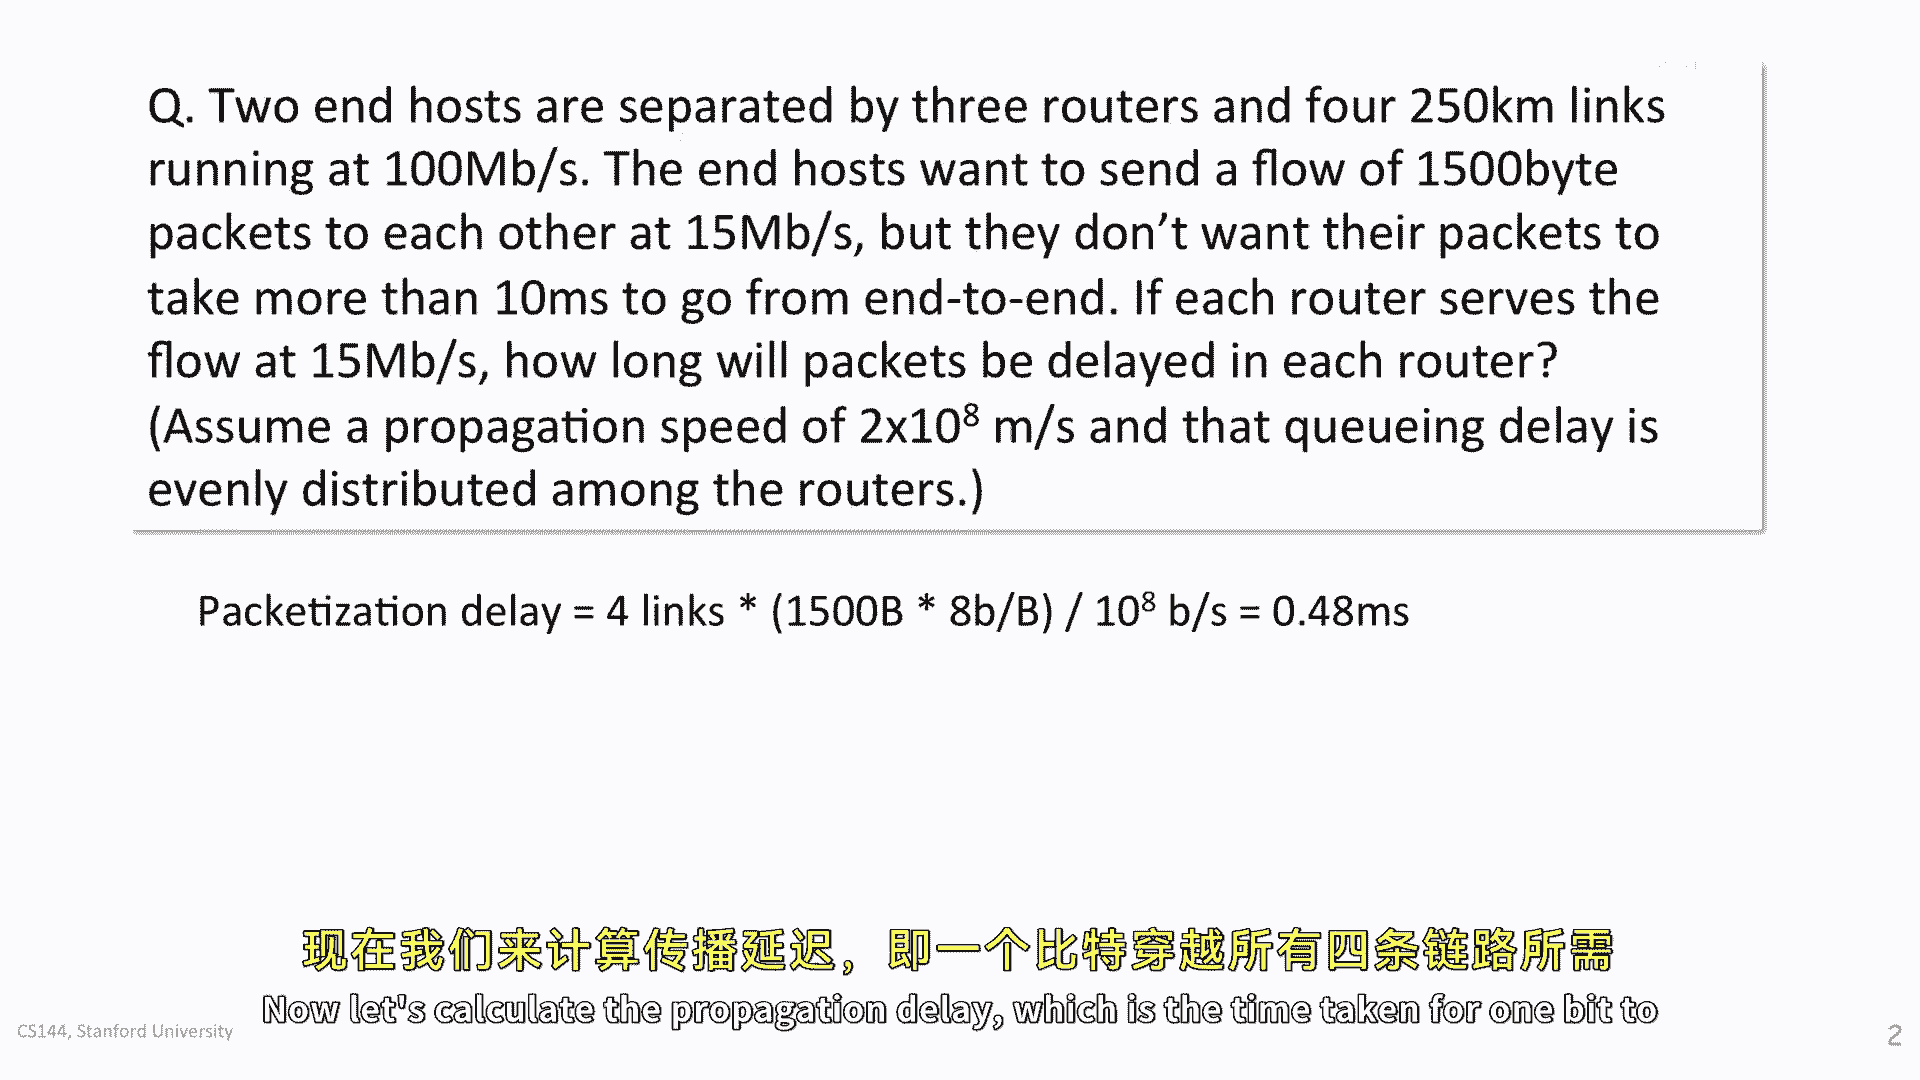 Q. Two end hosts are separated by three routers and four 250km links
running at 100Mb/s. The end hosts want to send a flow of 1500byte
packets to each other at 15Mb/s, but they don’t want their packets to
take more than 10ms to go from end-to-end. If each router serves the
flow at 15Mb/s, how long will packets be delayed in each router?
(Assume a propagation speed of 2x10⁸ m/s and that queueing delay is
evenly distributed among the routers.)
Packetization delay = 4 links * (1500B * 8b/B) / 10⁸ b/s = 0.48ms
现在我们来计算传播延迟，即一个比特穿越所有四条链路所需
Now let's calculate the propagation delay, which is the time taken for one bit to
CS144, Stanford University
2